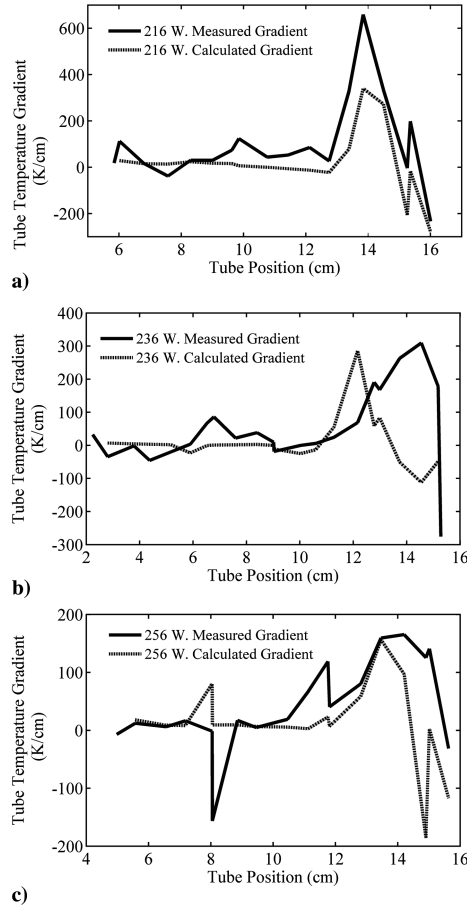 600
400
200
0
-200
Tube Temperature Gradient
(K/cm)
216 W. Measured Gradient
216 W. Calculated Gradient
6 8 10 12 14 16
Tube Position (cm)
a)
400
300
200
100
0
-100
-200
-300
Tube Temperature Gradient
(K/cm)
236 W. Measured Gradient
236 W. Calculated Gradient
2 4 6 8 10 12 14 16
Tube Position (cm)
b)
200
100
0
-100
-200
Tube Temperature Gradient
(K/cm)
256 W. Measured Gradient
256 W. Calculated Gradient
4 6 8 10 12 14 16
Tube Position (cm)
c)